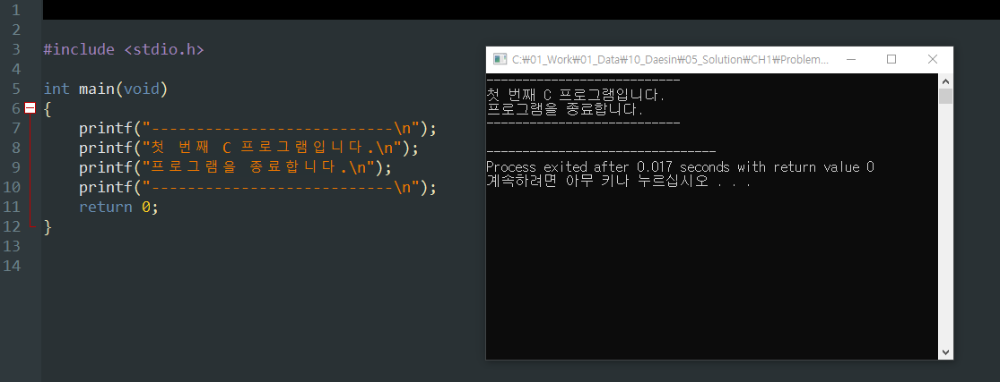 1
2
3 #include <stdio.h>
4
5 int main(void)
6 {
7 printf("---------------------------\n");
8 printf("첫 번째 C 프로그램입니다.\n");
9 printf("프로그램을 종료합니다.\n");
10 printf("---------------------------\n");
11 return 0;
12 }
13
14
C:₩01_Work₩01_Data₩10_Daesin₩05_Solution₩CH1₩Problem...
---------------------------
첫 번째 C 프로그램입니다.
프로그램을 종료합니다.
---------------------------
--------------------------------
Process exited after 0.017 seconds with return value 0
계속하려면 아무 키나 누르십시오 . . .